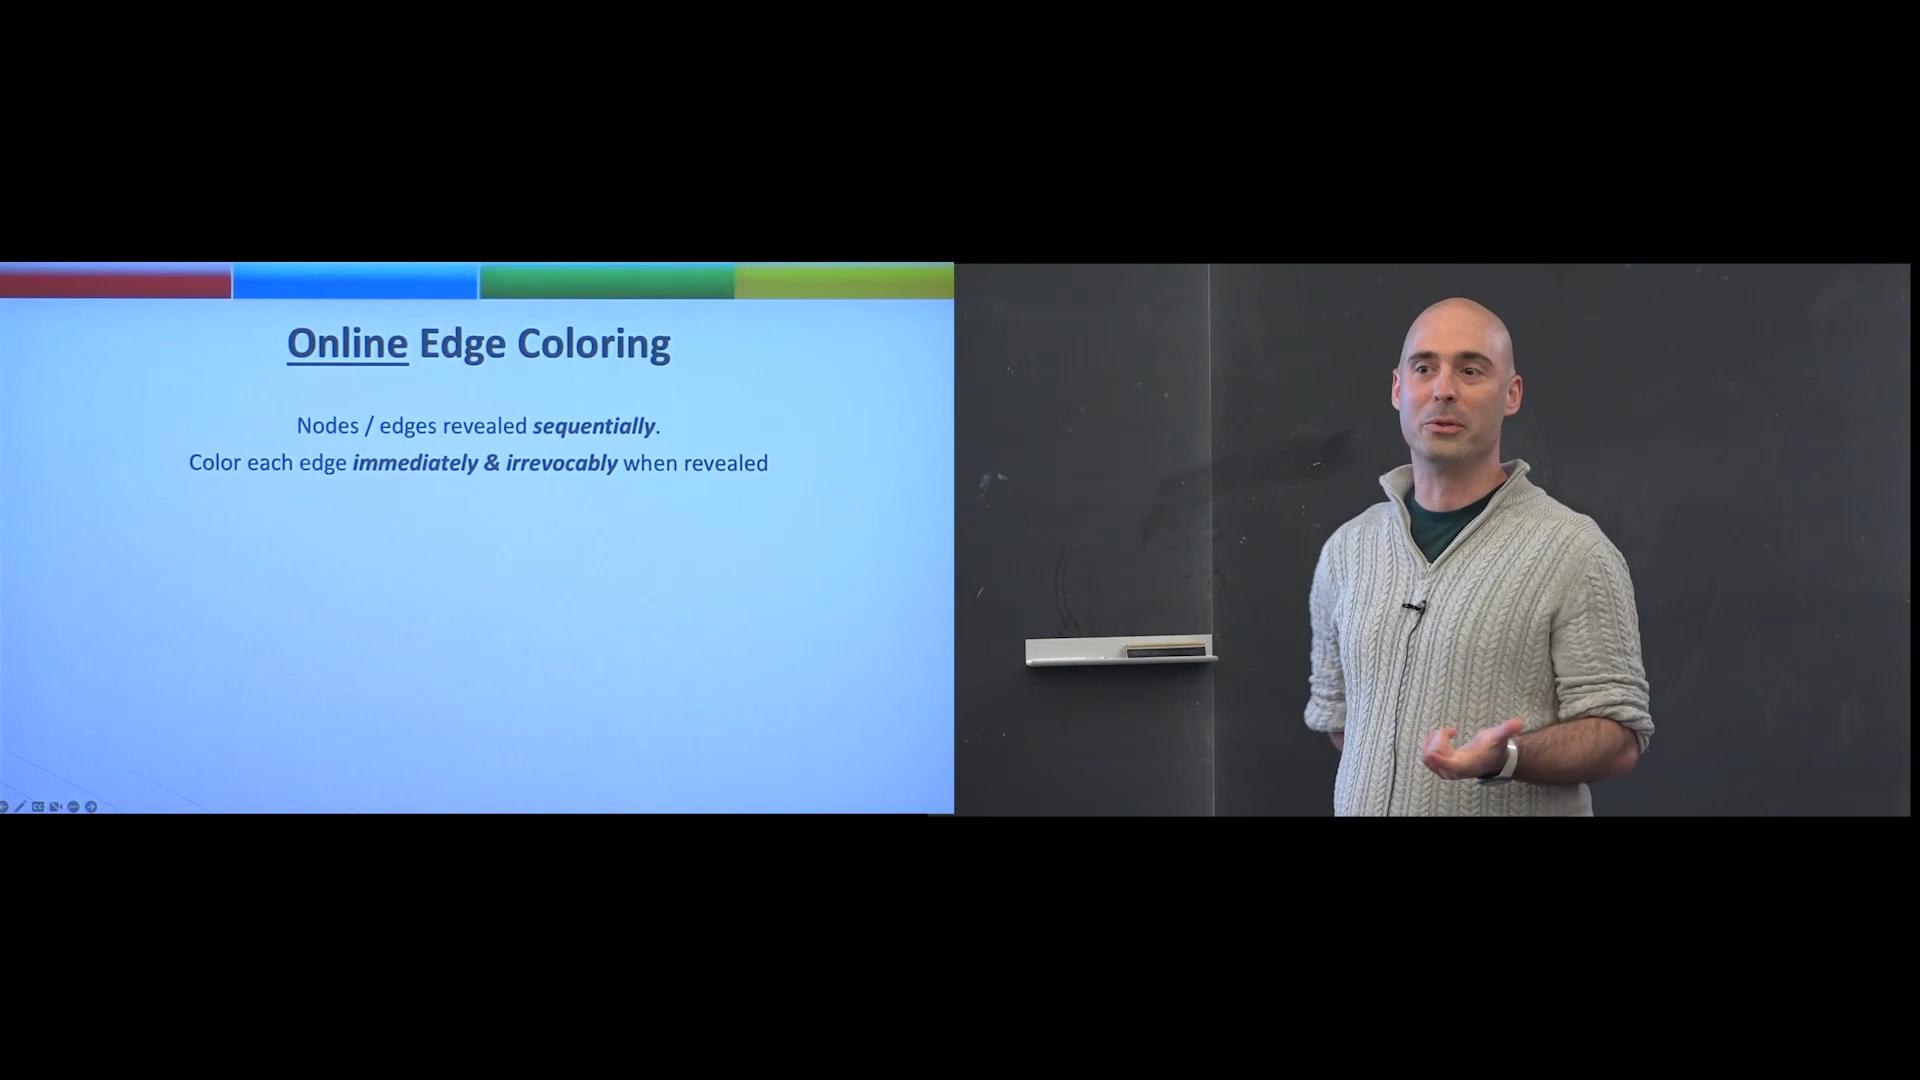 Online Edge Coloring
Nodes / edges revealed sequentially.
Color each edge immediately & irrevocably when revealed